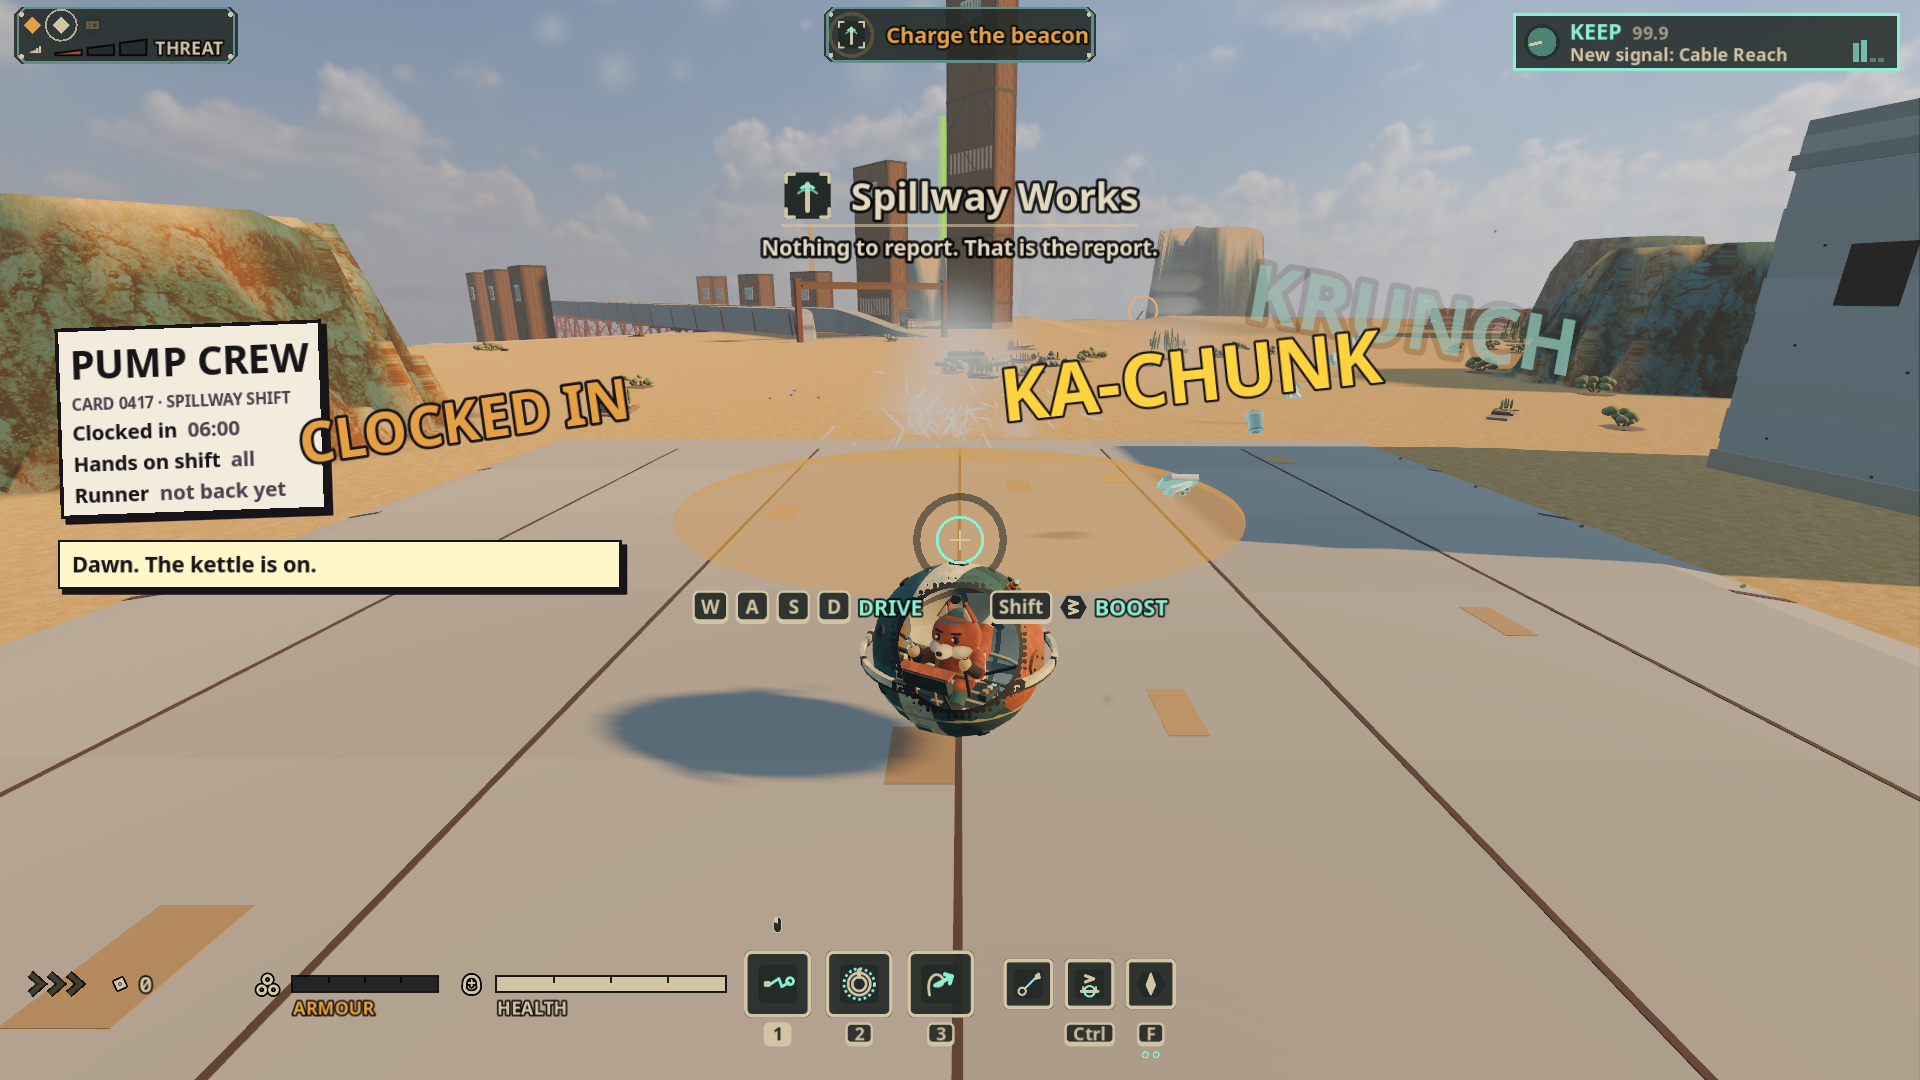 THREAT
Charge the beacon
KEEP 99.9
New signal: Cable Reach
Spillway Works
Nothing to report. That is the report.
KRUNCH
KA-CHUNK
PUMP CREW
CARD 0417 · SPILLWAY SHIFT
Clocked in 06:00
Hands on shift all
Runner not back yet
CLOCKED IN
Dawn. The kettle is on.
W A S D DRIVE Shift BOOST
0
ARMOUR
HEALTH
1 2 3 Ctrl F